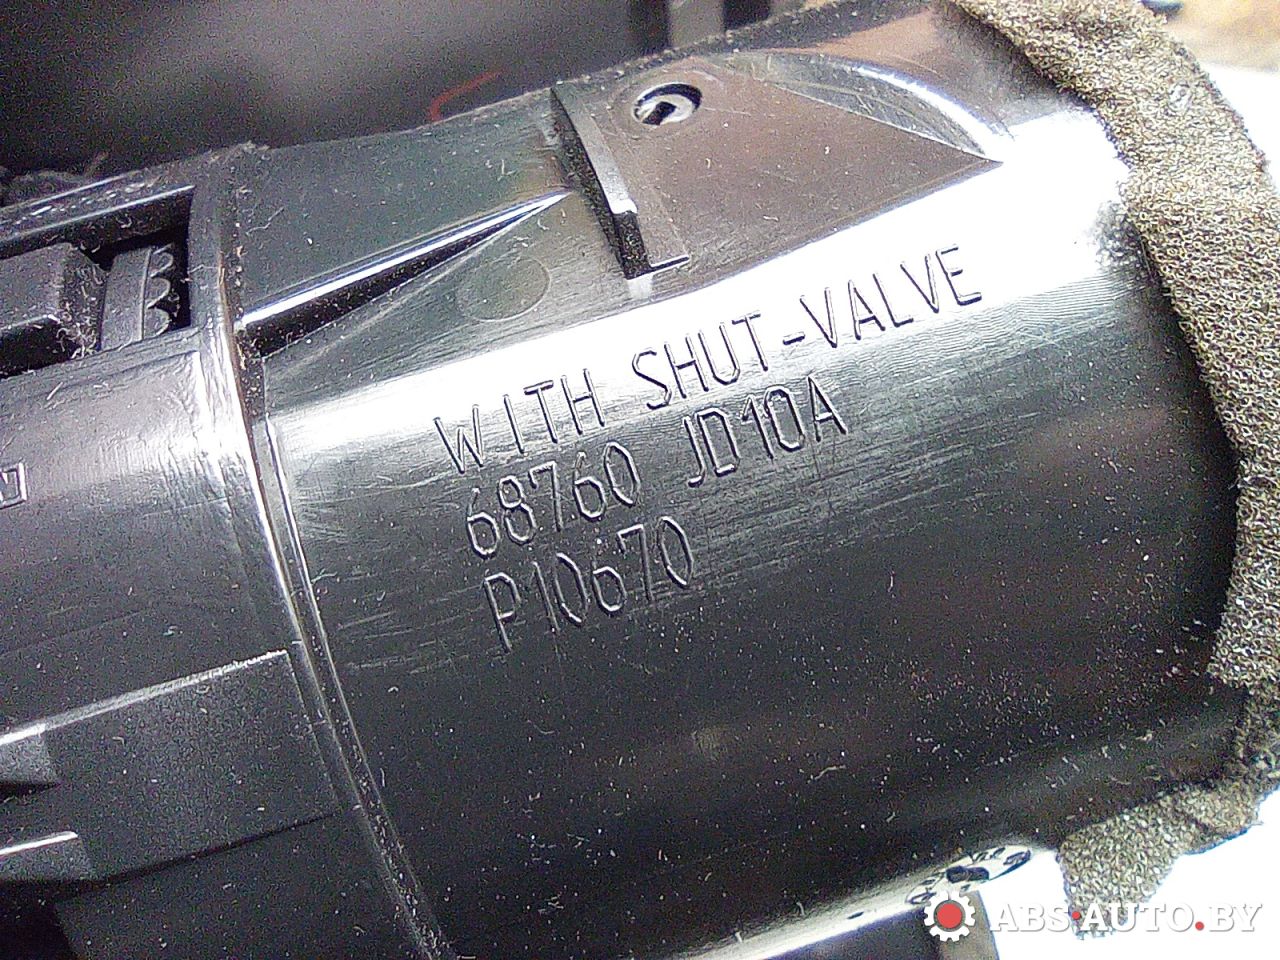 WITH SHUT-VALVE
68760 JD10A
P10670
ABS·AUTO.BY